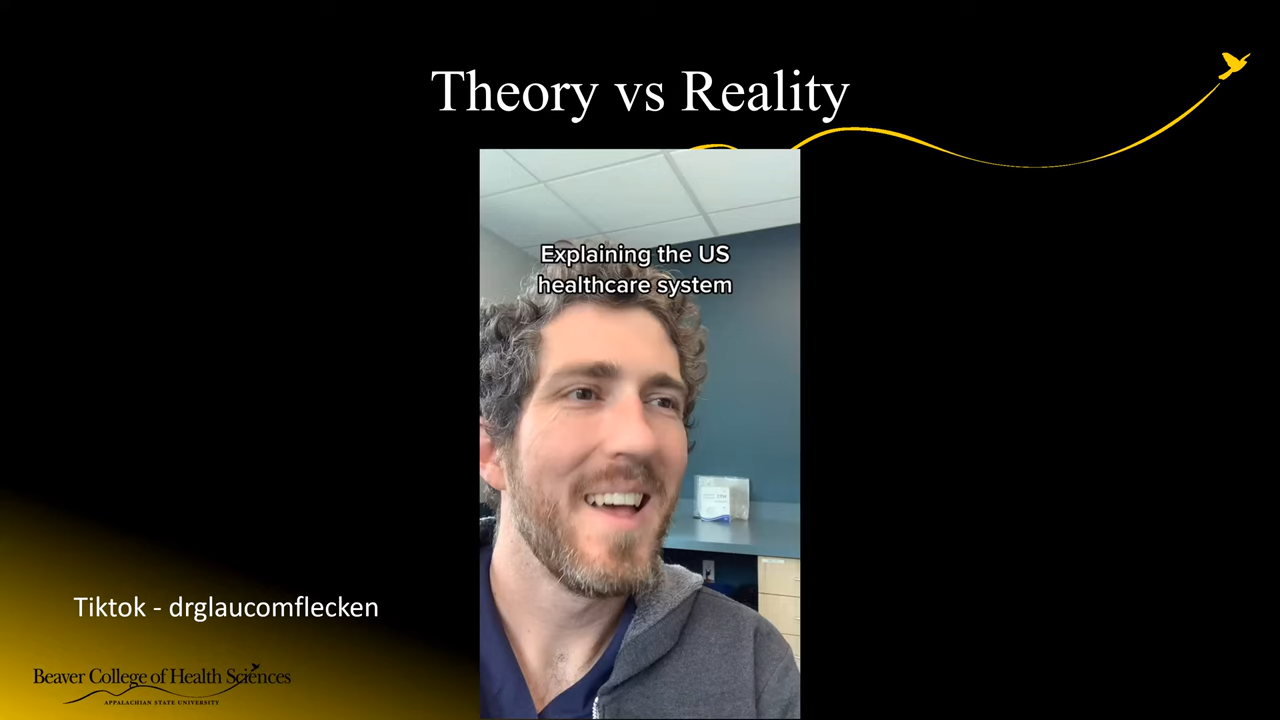 Theory vs Reality
Explaining the US
healthcare system
Tiktok - drglaucomflecken
Beaver College of Health Sciences
APPALACHIAN STATE UNIVERSITY